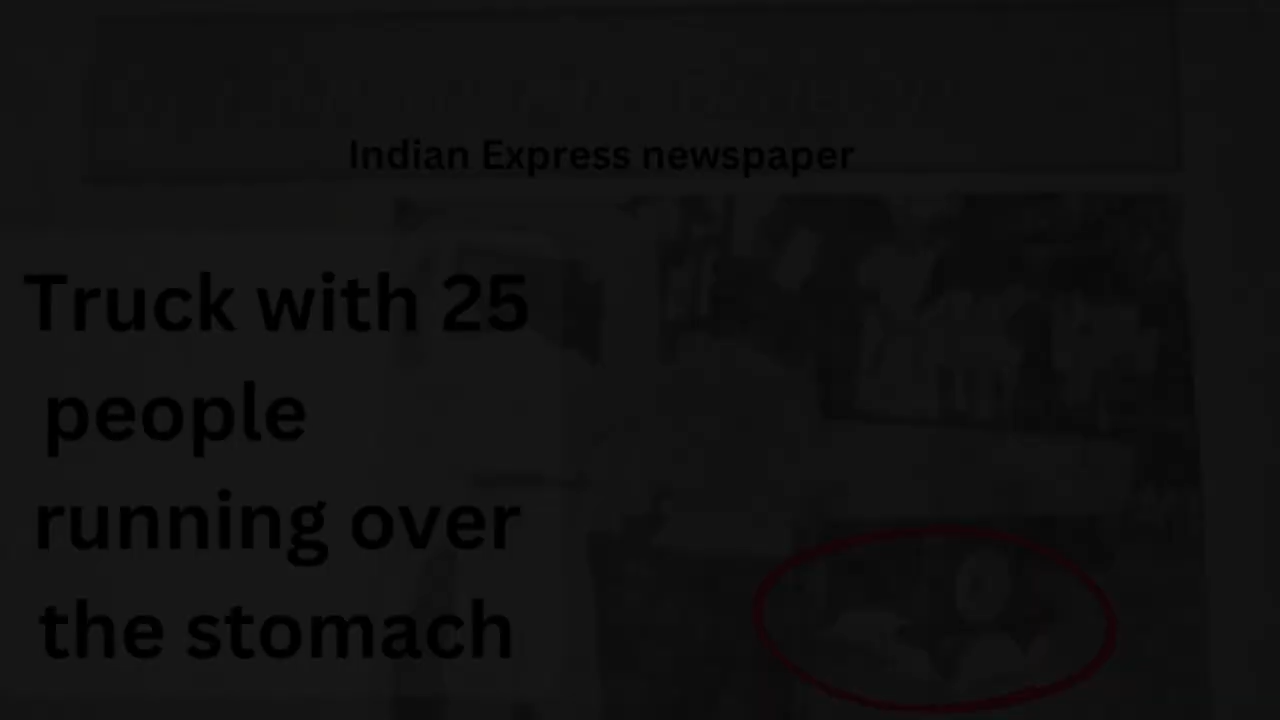 Indian Express newspaper
Truck with 25
people
running over
the stomach